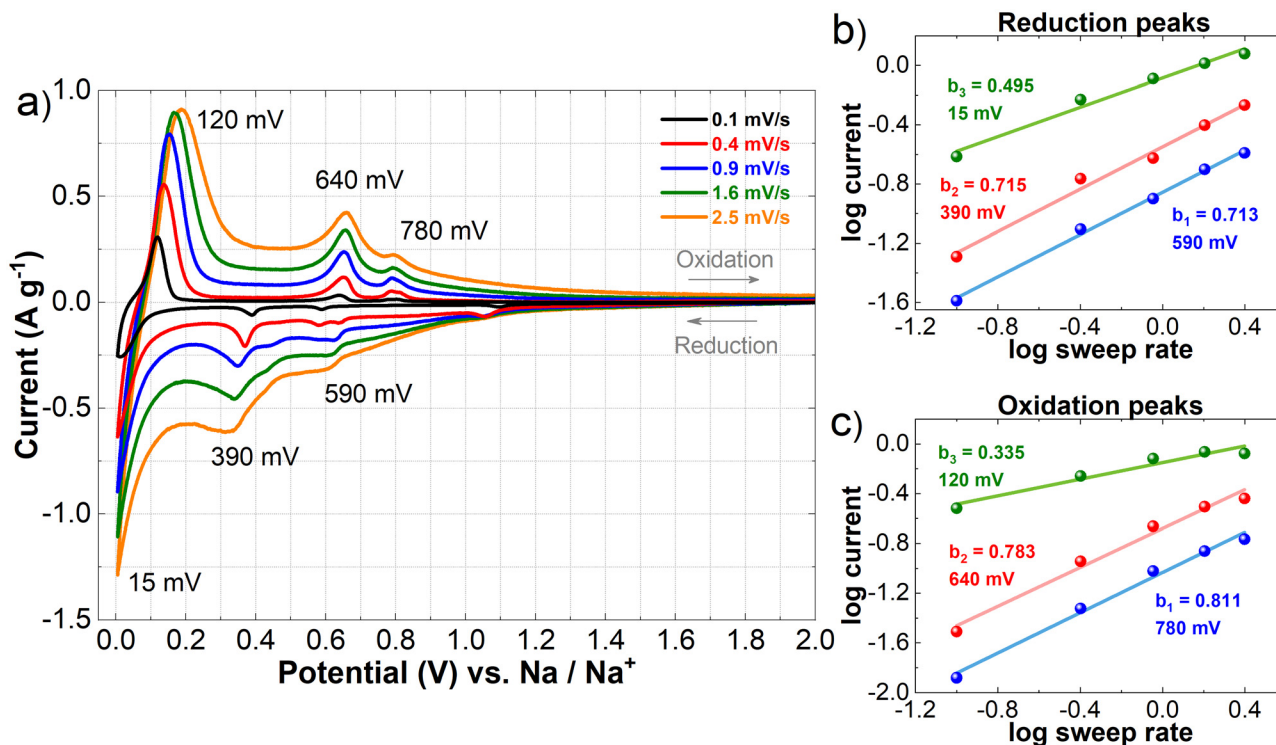 a)
1.0
0.5
0.0
-0.5
-1.0
-1.5
Current (A g⁻¹)
0.0 0.2 0.4 0.6 0.8 1.0 1.2 1.4 1.6 1.8 2.0
Potential (V) vs. Na / Na⁺
120 mV
640 mV
780 mV
0.1 mV/s
0.4 mV/s
0.9 mV/s
1.6 mV/s
2.5 mV/s
Oxidation
Reduction
590 mV
390 mV
15 mV
b)
Reduction peaks
0.0
-0.4
-0.8
-1.2
-1.6
log current
b₃ = 0.495
15 mV
b₂ = 0.715
390 mV
b₁ = 0.713
590 mV
-1.2 -0.8 -0.4 0.0 0.4
log sweep rate
c)
Oxidation peaks
0.0
-0.4
-0.8
-1.2
-1.6
-2.0
log current
b₃ = 0.335
120 mV
b₂ = 0.783
640 mV
b₁ = 0.811
780 mV
-1.2 -0.8 -0.4 0.0 0.4
log sweep rate